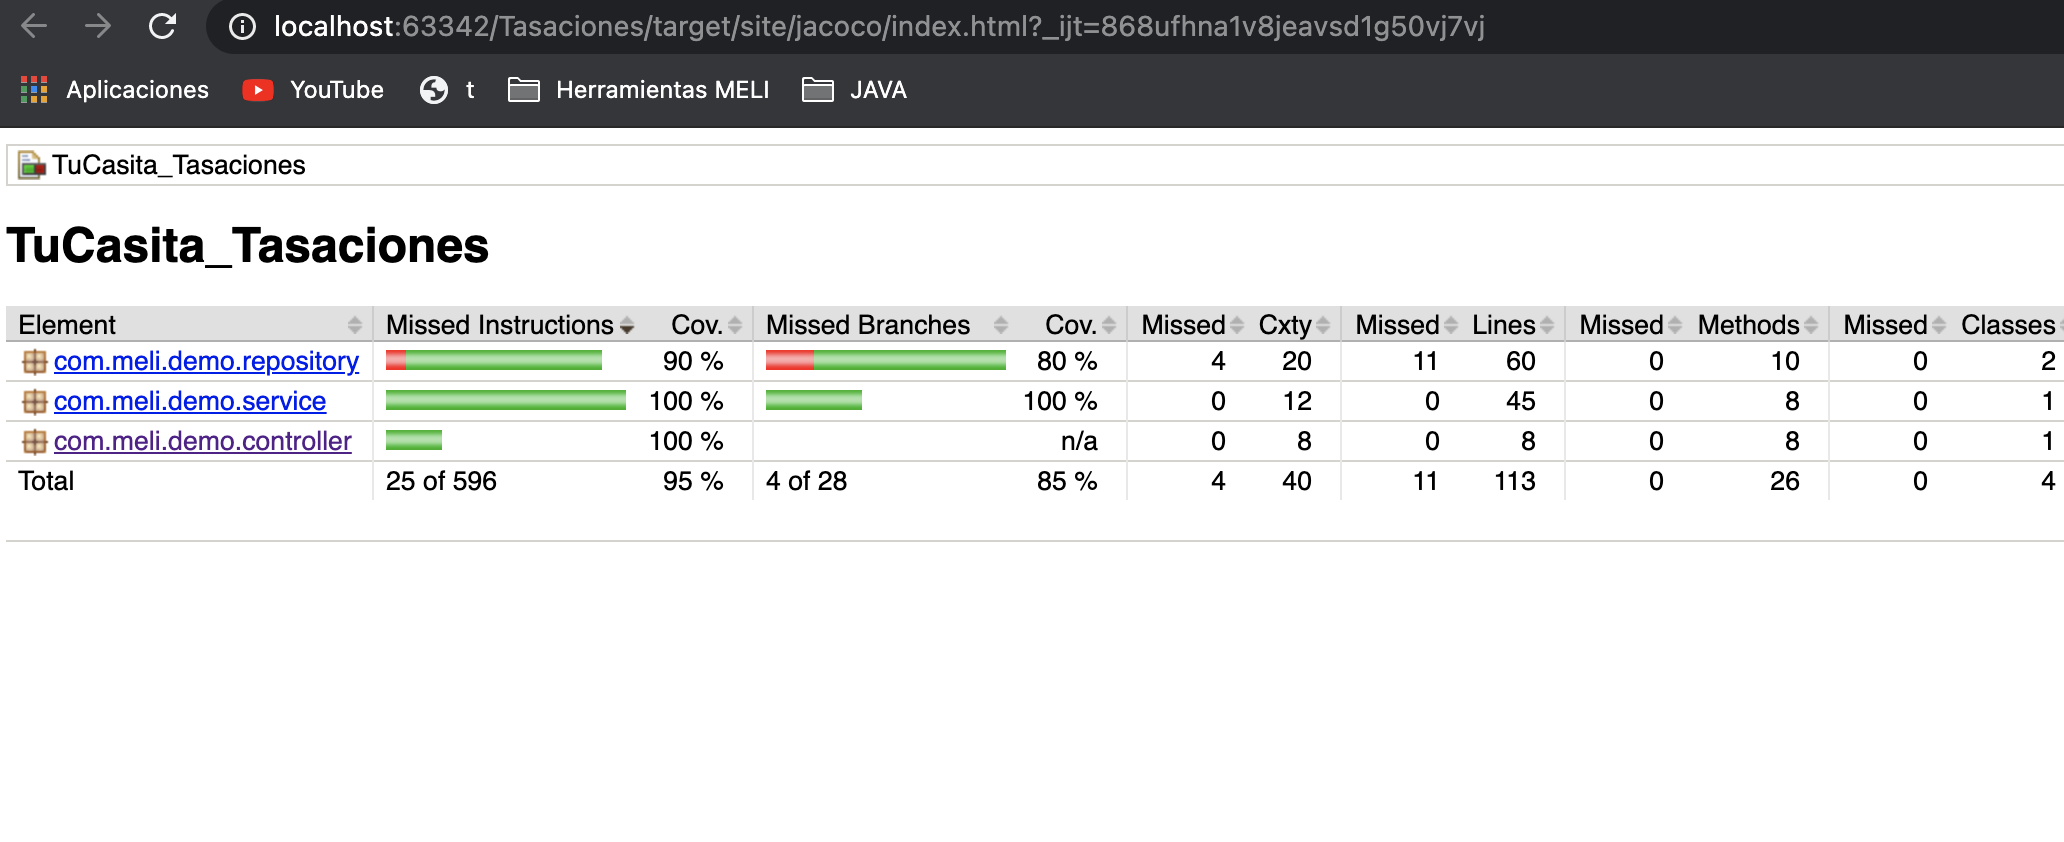 localhost:63342/Tasaciones/target/site/jacoco/index.html?_ijt=868ufhna1v8jeavsd1g50vj7vj
Aplicaciones YouTube t Herramientas MELI JAVA
TuCasita_Tasaciones
TuCasita_Tasaciones
Element Missed Instructions Cov. Missed Branches Cov. Missed Cxty Missed Lines Missed Methods Missed Classes
com.meli.demo.repository 90 % 80 % 4 20 11 60 0 10 0 2
com.meli.demo.service 100 % 100 % 0 12 0 45 0 8 0 1
com.meli.demo.controller 100 % n/a 0 8 0 8 0 8 0 1
Total 25 of 596 95 % 4 of 28 85 % 4 40 11 113 0 26 0 4